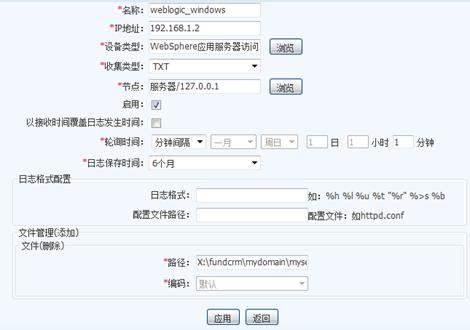 *名称: weblogic_windows
*IP地址: 192.168.1.2
*设备类型: WebSphere应用服务器访问 浏览
*收集类型: TXT
*节点: 服务器/127.0.0.1 浏览
启用:
以接收时间覆盖日志发生时间:
*轮询时间: 分钟间隔 一月 周日 1 日 1 小时 1 分钟
*日志保存时间: 6个月
日志格式配置
日志格式: 如: %h %l %u %t "%r" %>s %b
配置文件路径: 配置文件: 如httpd.conf
文件管理(添加)
文件(删除)
*路径: X:\fundcrm\mydomain\myse
*编码: 默认
应用 返回